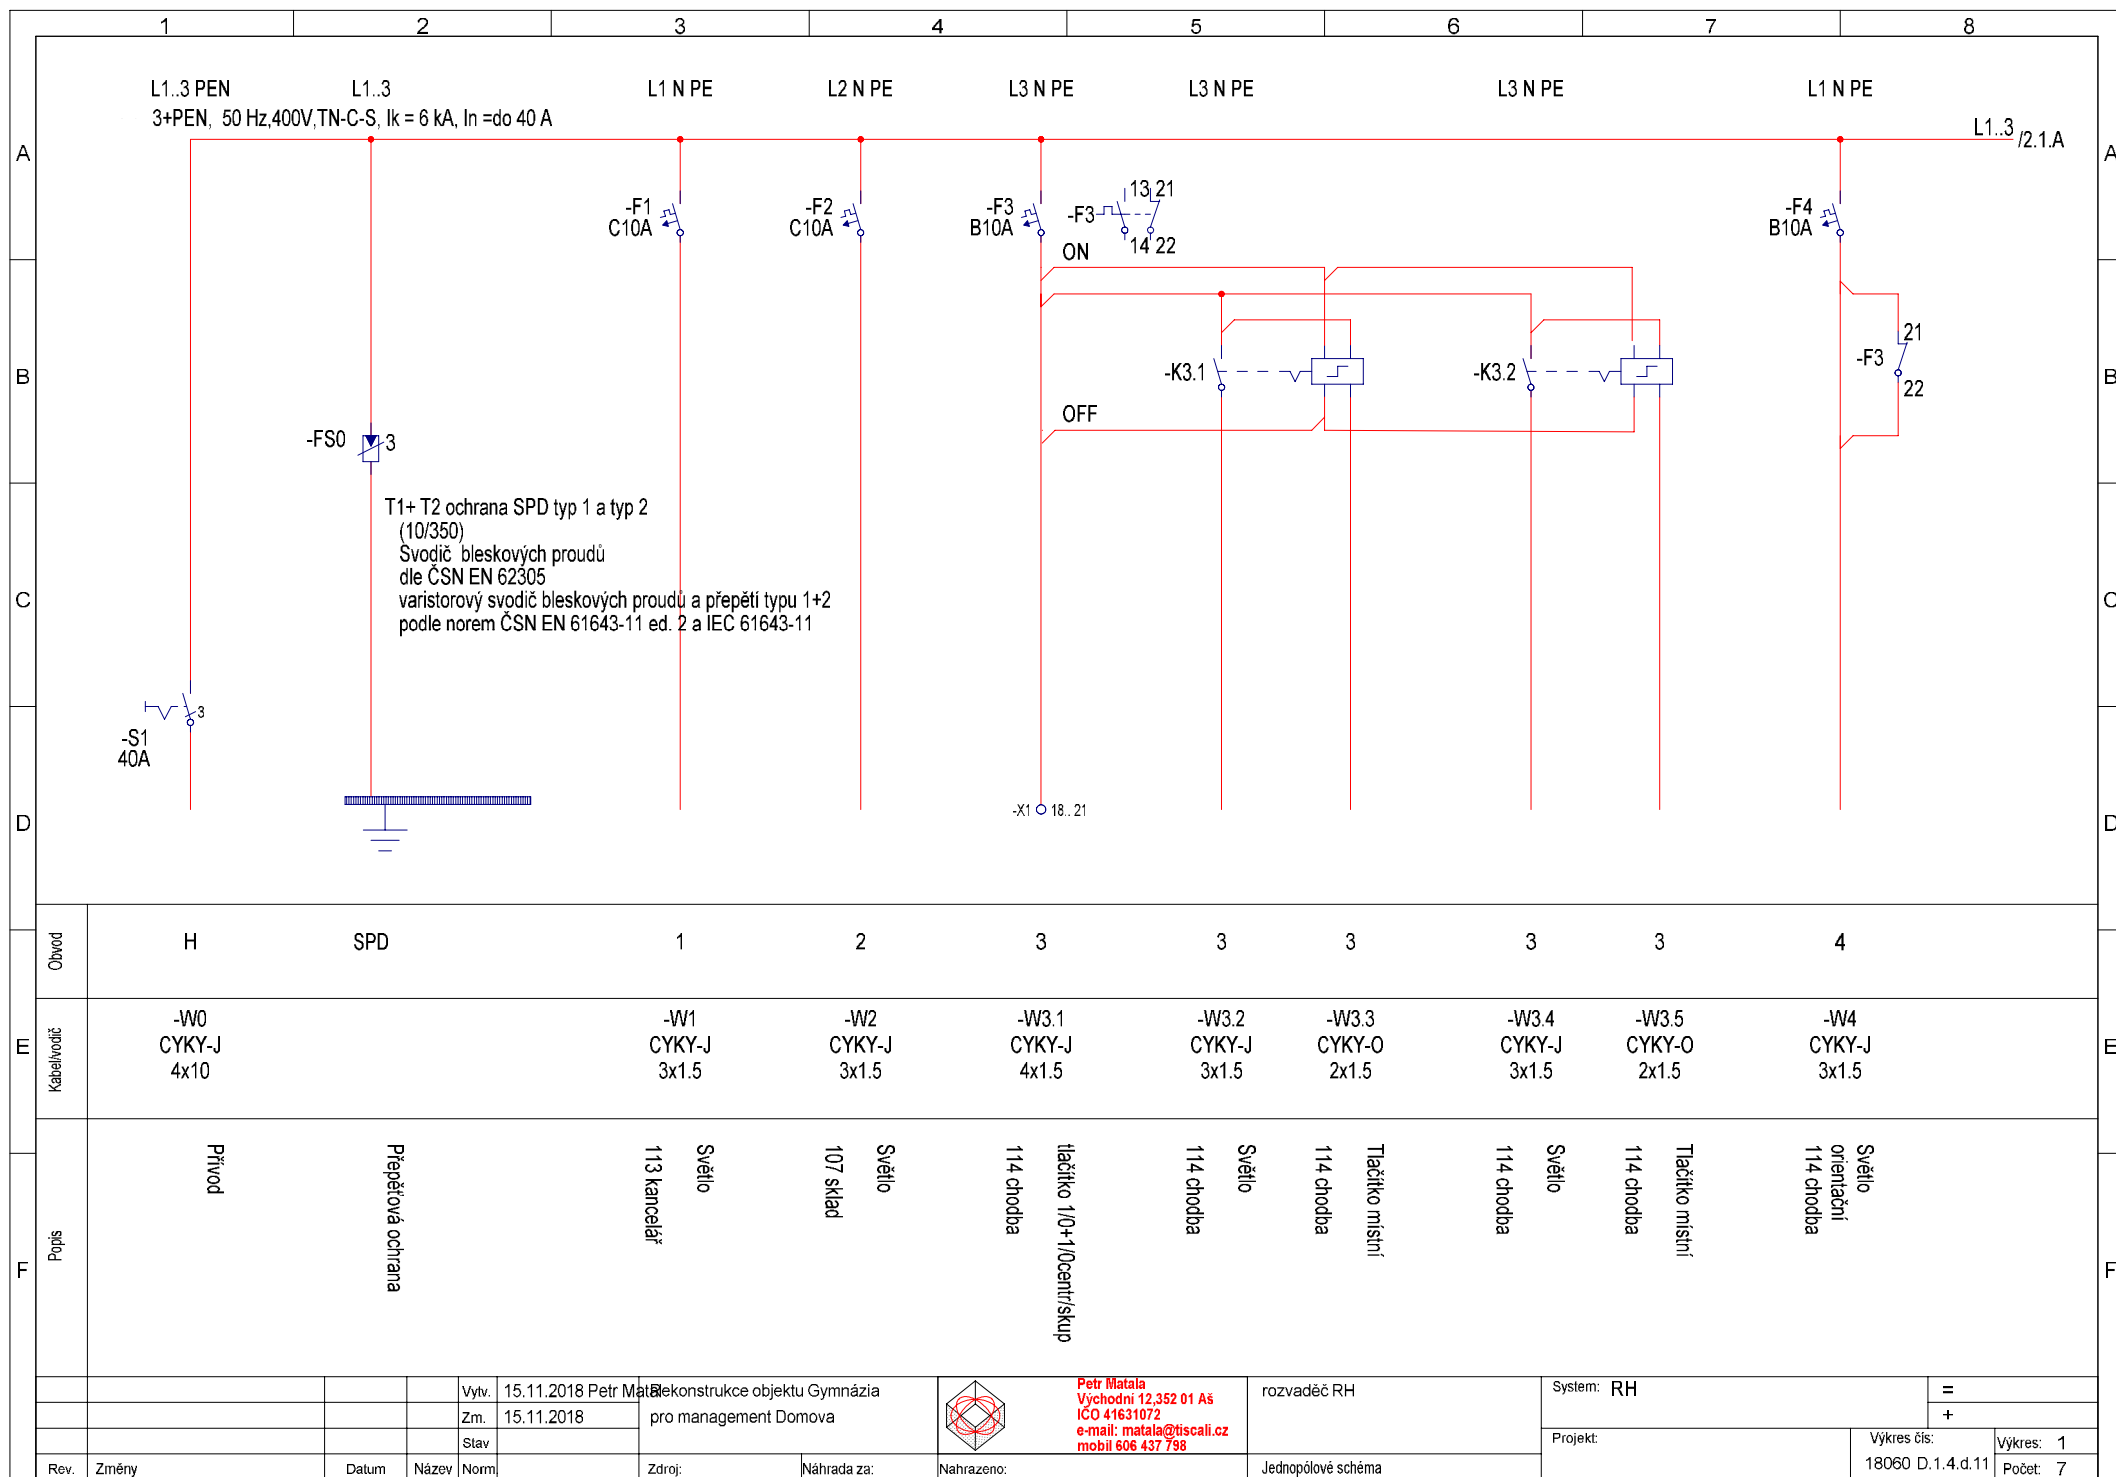 1 2 3 4 5 6 7 8
L1..3 PEN L1..3 L1 N PE L2 N PE L3 N PE L3 N PE L3 N PE L1 N PE
3+PEN, 50 Hz,400V,TN-C-S, Ik = 6 kA, In =do 40 A
L1..3 /2.1.A
A A
-F1
C10A
-F2
C10A
-F3
B10A
-F3
13 21
14 22
-F4
B10A
ON
B B
-K3.1
-K3.2
-F3
21
22
OFF
-FS0 3
T1+ T2 ochrana SPD typ 1 a typ 2
(10/350)
Svodič bleskových proudů
dle ČSN EN 62305
varistorový svodič bleskových proudů a přepětí typu 1+2
podle norem ČSN EN 61643-11 ed. 2 a IEC 61643-11
C C
3
-S1
40A
-X1 18.. 21
D D
Obvod H SPD 1 2 3 3 3 3 3 4
E E
Kabel/vodič
-W0
CYKY-J
4x10
-W1
CYKY-J
3x1.5
-W2
CYKY-J
3x1.5
-W3.1
CYKY-J
4x1.5
-W3.2
CYKY-J
3x1.5
-W3.3
CYKY-O
2x1.5
-W3.4
CYKY-J
3x1.5
-W3.5
CYKY-O
2x1.5
-W4
CYKY-J
3x1.5
F F
Popis
Přívod
Přepěťová ochrana
Světlo
113 kancelář
Světlo
107 sklad
tlačítko 1/0+1/0centr/skup
114 chodba
Světlo
114 chodba
Tlačítko místní
114 chodba
Světlo
114 chodba
Tlačítko místní
114 chodba
Světlo
orientační
114 chodba
Vytv. 15.11.2018 Petr Matal
Zm. 15.11.2018
Stav
Rev. Změny Datum Název Norm
Rekonstrukce objektu Gymnázia
pro management Domova
Zdroj: Náhrada za: Nahrazeno:
Petr Matala
Východní 12,352 01 Aš
IČO 41631072
e-mail: matala@tiscali.cz
mobil 606 437 798
rozvaděč RH
Jednopólové schéma
System: RH
=
+
Projekt:
Výkres čís:
18060 D.1.4.d.11
Výkres: 1
Počet: 7